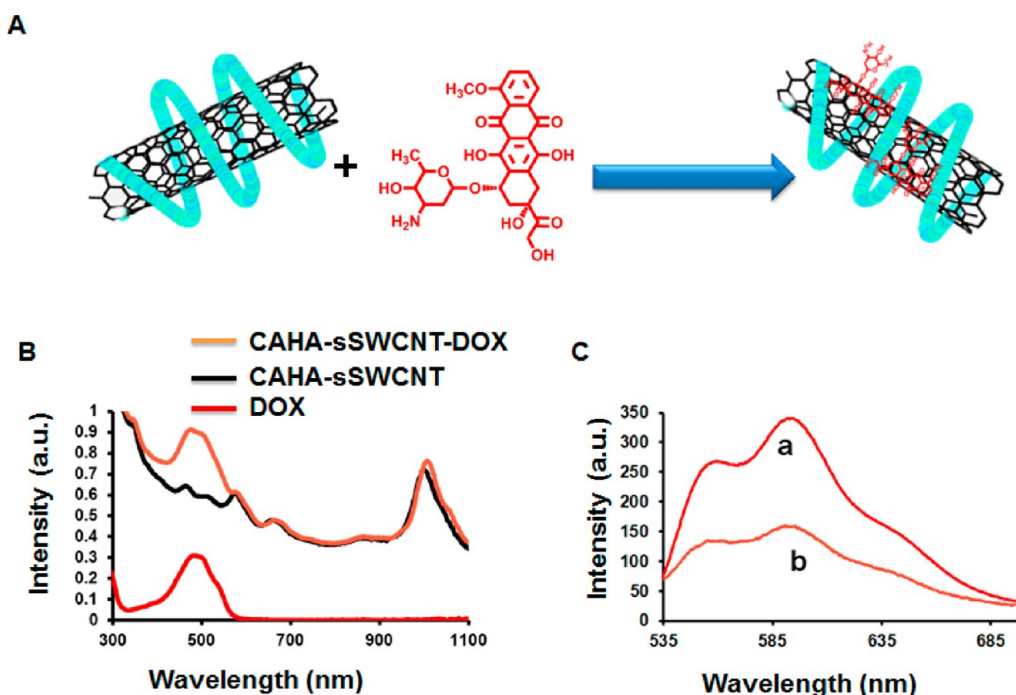 A
H₃CO
O
O
OH
OH
H₃C
O
HO
O
H₂N
OH
O
OH
+
B
CAHA-sSWCNT-DOX
CAHA-sSWCNT
DOX
Intensity (a.u.)
1
0.9
0.8
0.7
0.6
0.5
0.4
0.3
0.2
0.1
0
300 500 700 900 1100
Wavelength (nm)
C
Intensity (a.u.)
350
300
250
200
150
100
50
0
a
b
535 585 635 685
Wavelength (nm)